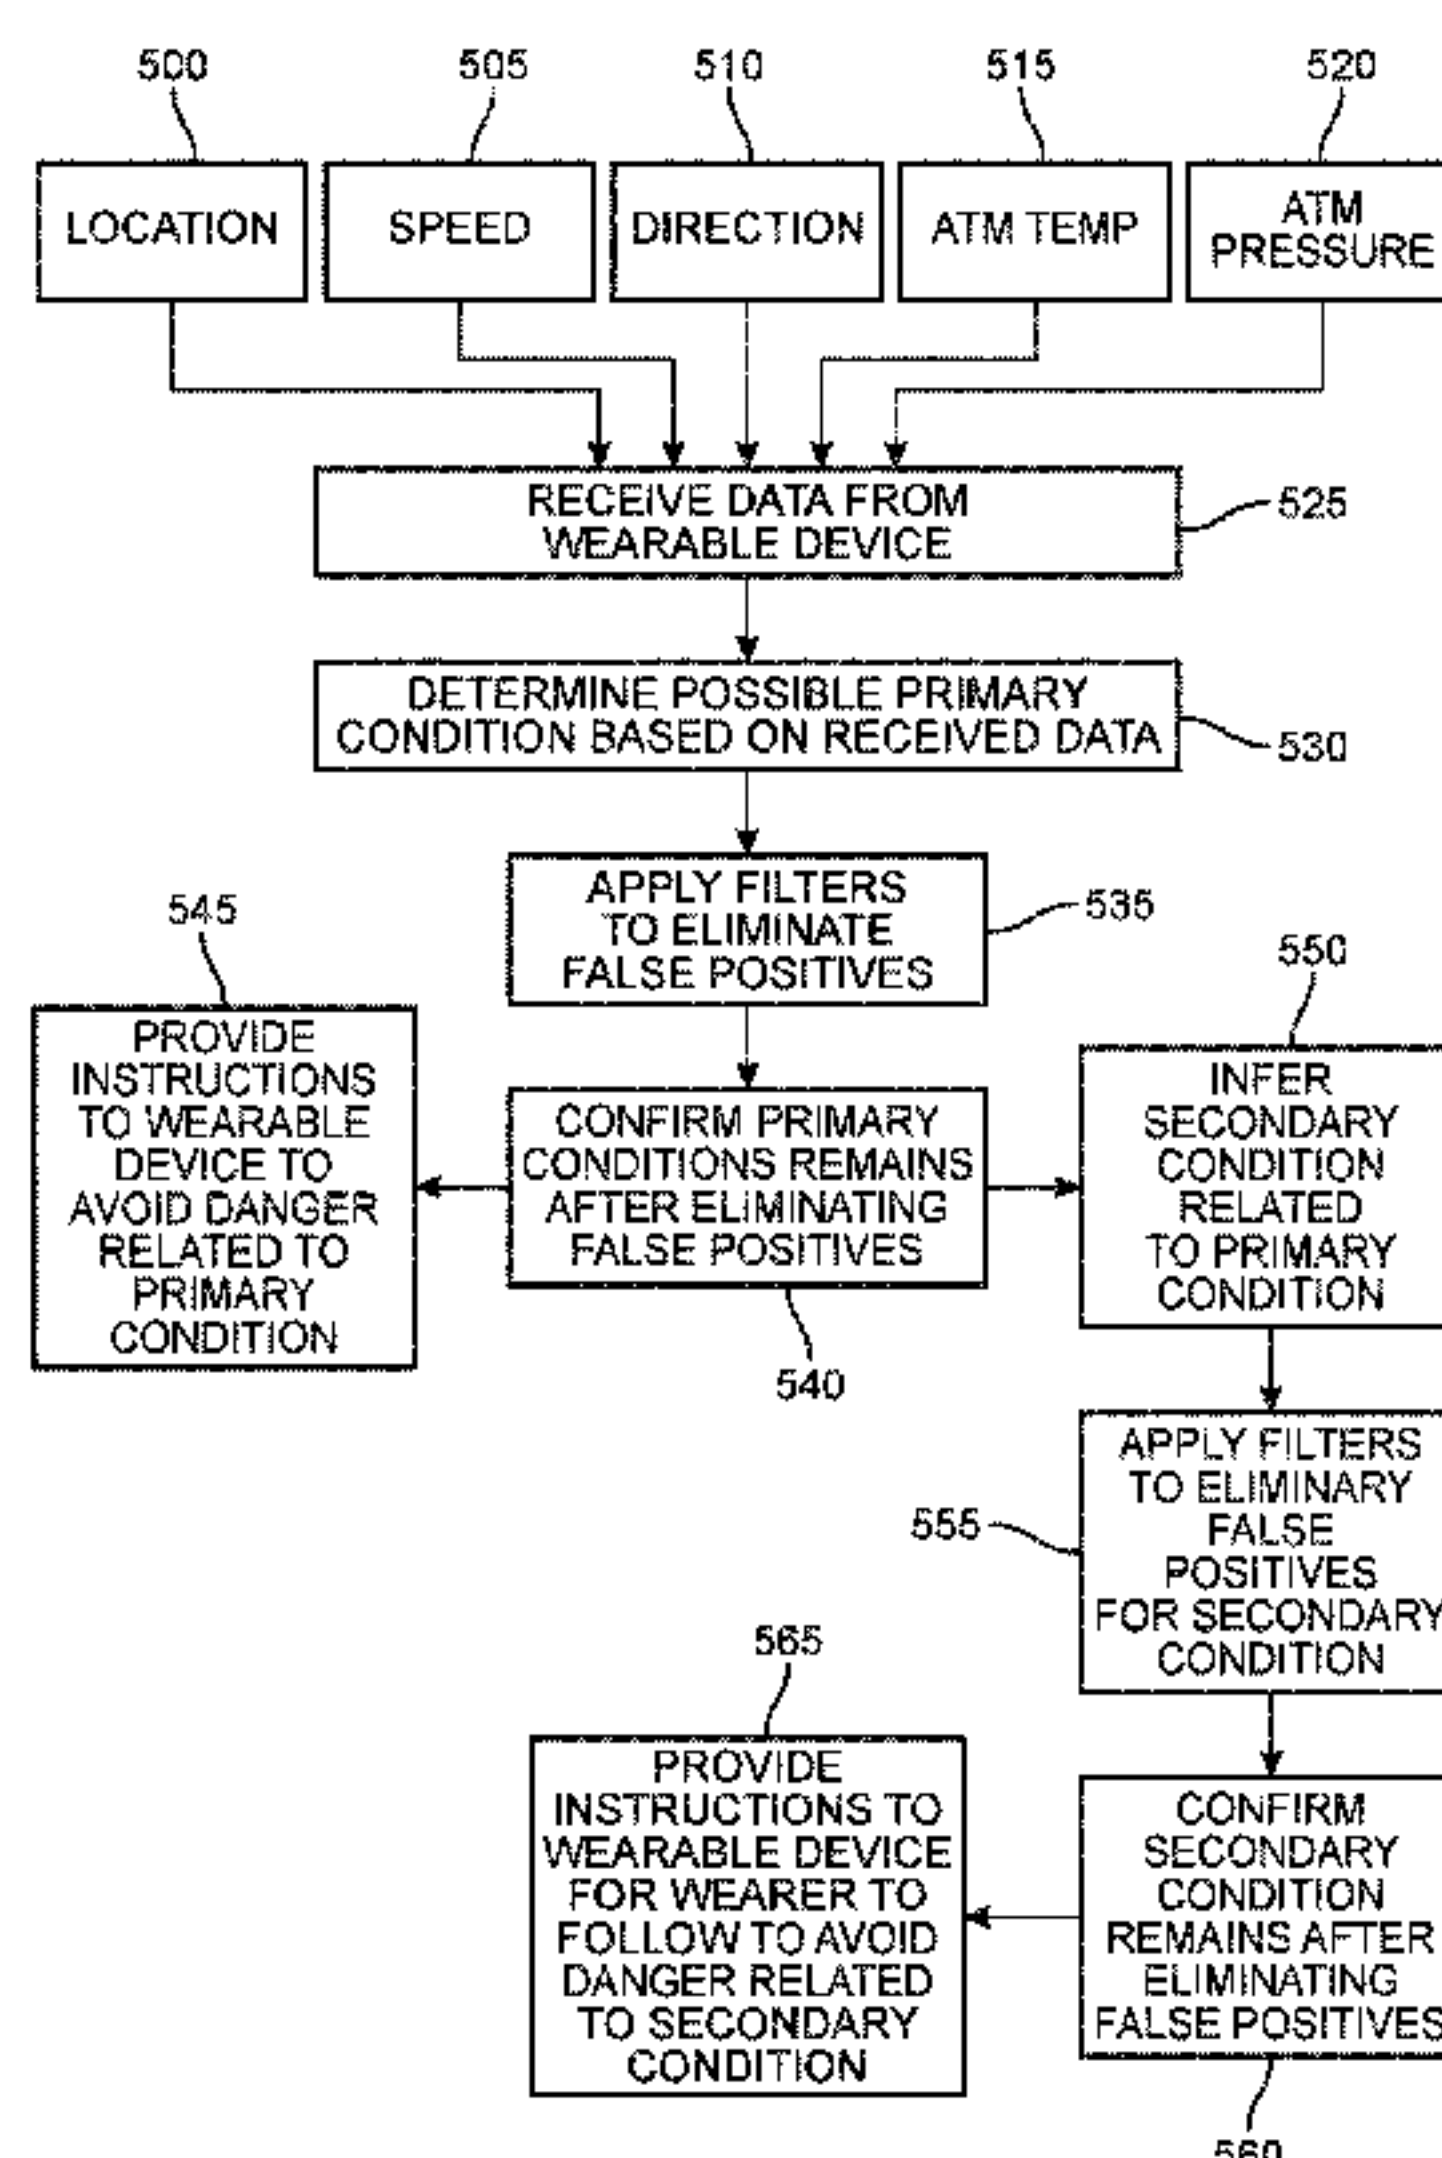 500
505
510
515
520
LOCATION
SPEED
DIRECTION
ATM TEMP
ATM
PRESSURE
RECEIVE DATA FROM
WEARABLE DEVICE
525
DETERMINE POSSIBLE PRIMARY
CONDITION BASED ON RECEIVED DATA
530
APPLY FILTERS
TO ELIMINATE
FALSE POSITIVES
535
545
PROVIDE
INSTRUCTIONS
TO WEARABLE
DEVICE TO
AVOID DANGER
RELATED TO
PRIMARY
CONDITION
CONFIRM PRIMARY
CONDITIONS REMAINS
AFTER ELIMINATING
FALSE POSITIVES
540
550
INFER
SECONDARY
CONDITION
RELATED
TO PRIMARY
CONDITION
555
APPLY FILTERS
TO ELIMINARY
FALSE
POSITIVES
FOR SECONDARY
CONDITION
565
PROVIDE
INSTRUCTIONS TO
WEARABLE DEVICE
FOR WEARER TO
FOLLOW TO AVOID
DANGER RELATED
TO SECONDARY
CONDITION
CONFIRM
SECONDARY
CONDITION
REMAINS AFTER
ELIMINATING
FALSE POSITIVES
560